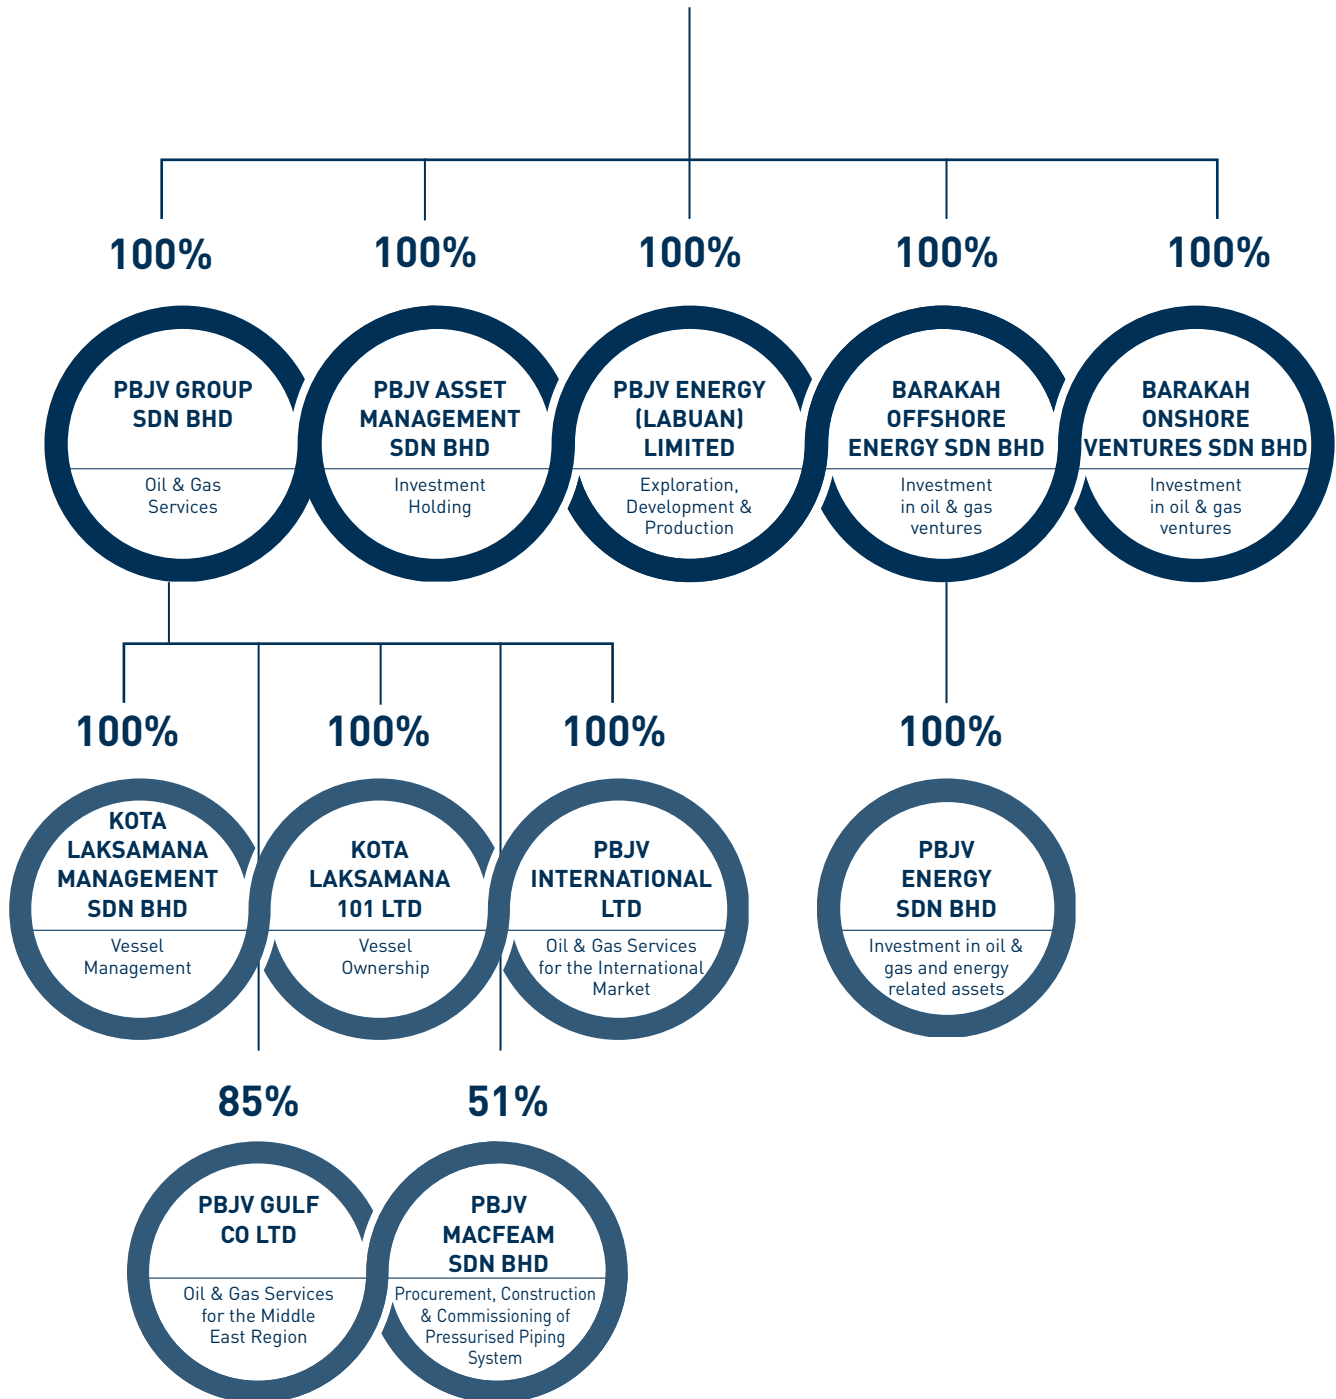 100%
100%
100%
100%
100%
PBJV GROUP
SDN BHD
Oil & Gas
Services
PBJV ASSET
MANAGEMENT
SDN BHD
Investment
Holding
PBJV ENERGY
(LABUAN)
LIMITED
Exploration,
Development &
Production
BARAKAH
OFFSHORE
ENERGY SDN BHD
Investment
in oil & gas
ventures
BARAKAH
ONSHORE
VENTURES SDN BHD
Investment
in oil & gas
ventures
100%
100%
100%
100%
KOTA
LAKSAMANA
MANAGEMENT
SDN BHD
Vessel
Management
KOTA
LAKSAMANA
101 LTD
Vessel
Ownership
PBJV
INTERNATIONAL
LTD
Oil & Gas Services
for the International
Market
PBJV
ENERGY
SDN BHD
Investment in oil &
gas and energy
related assets
85%
51%
PBJV GULF
CO LTD
Oil & Gas Services
for the Middle
East Region
PBJV
MACFEAM
SDN BHD
Procurement, Construction
& Commissioning of
Pressurised Piping
System